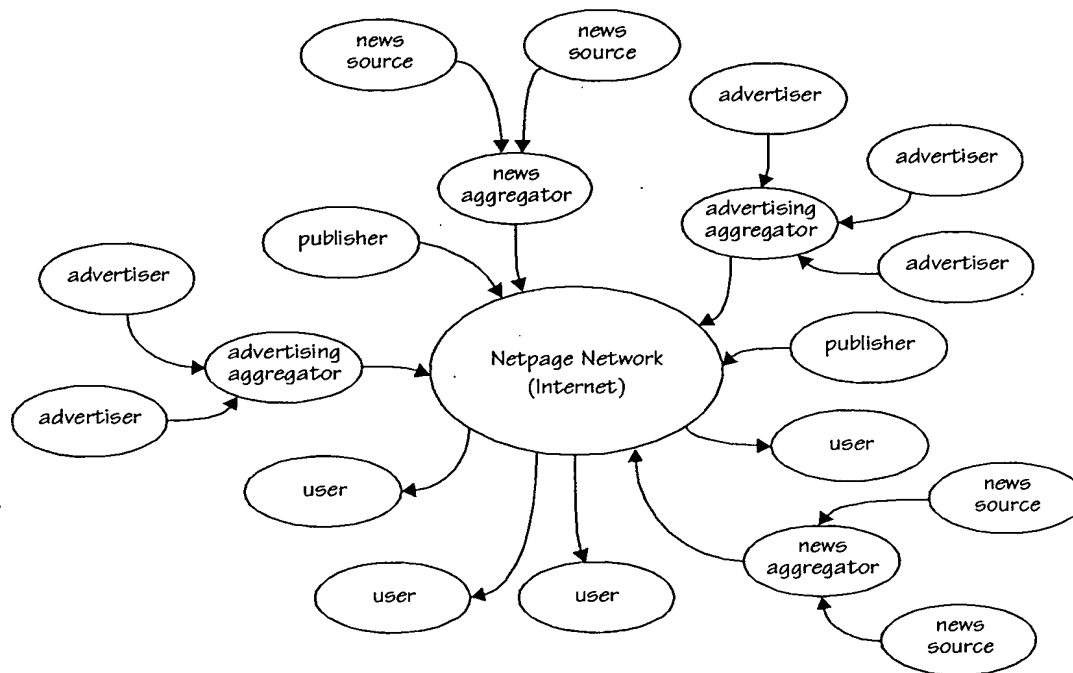 news
source
news
source
advertiser
advertiser
news
aggregator
advertising
aggregator
publisher
advertiser
advertiser
publisher
Netpage Network
(Internet)
advertising
aggregator
advertiser
user
user
news
source
news
aggregator
user
user
news
source